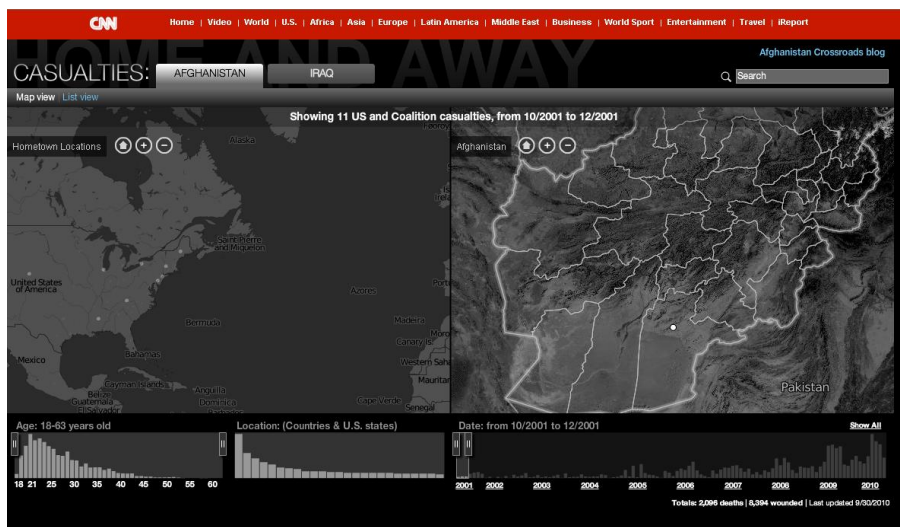 CNN Home | Video | World | U.S. | Africa | Asia | Europe | Latin America | Middle East | Business | World Sport | Entertainment | Travel | iReport
HOME AND AWAY
Afghanistan Crossroads blog
CASUALTIES: AFGHANISTAN IRAQ
Search
Map view List view
Showing 11 US and Coalition casualties, from 10/2001 to 12/2001
Hometown Locations
Alaska
Afghanistan
Saint Pierre
and Miquelon
United States
of America
Azores
Bermuda
Madeira
Canary Is.
Mexico
Bahamas
Western Sah
Mauritan
Pakistan
Cayman Islands
Anguilla
Belize
Guatemala
Dominica
Cape Verde
Senegal
El Salvador
Age: 18-63 years old
Location: (Countries & U.S. states)
Date: from 10/2001 to 12/2001
Show All
18 21 25 30 35 40 45 50 55 60
2001 2002 2003 2004 2005 2006 2007 2008 2009 2010
Totals: 2,096 deaths | 8,394 wounded | Last updated 9/30/2010